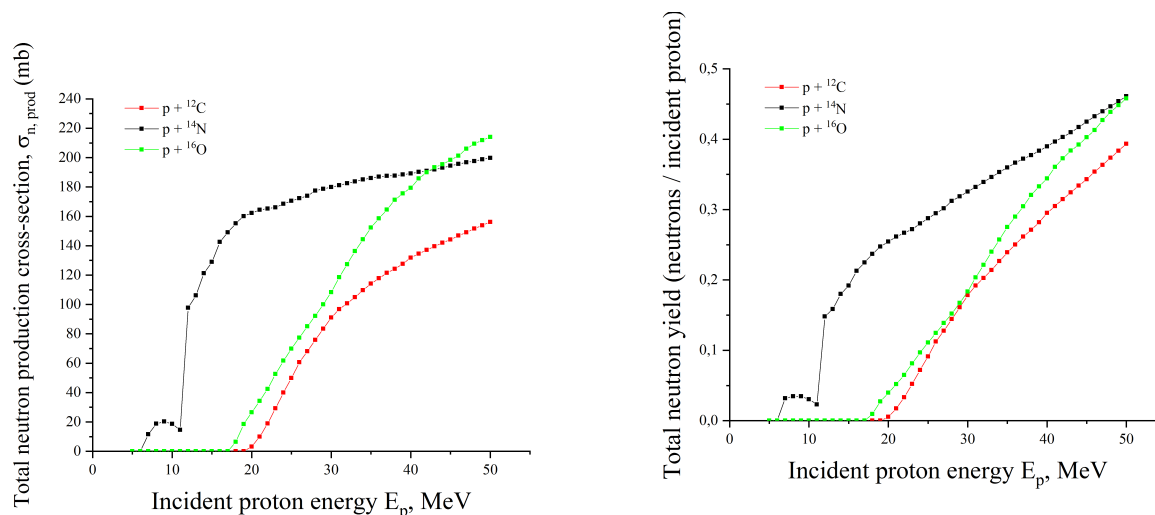 Total neutron production cross-section, σn, prod (mb)
240
220
200
180
160
140
120
100
80
60
40
20
0
p + 12C
p + 14N
p + 16O
0 10 20 30 40 50
Incident proton energy Ep, MeV
Total neutron yield (neutrons / incident proton)
0,5
0,4
0,3
0,2
0,1
0,0
p + 12C
p + 14N
p + 16O
0 10 20 30 40 50
Incident proton energy Ep, MeV